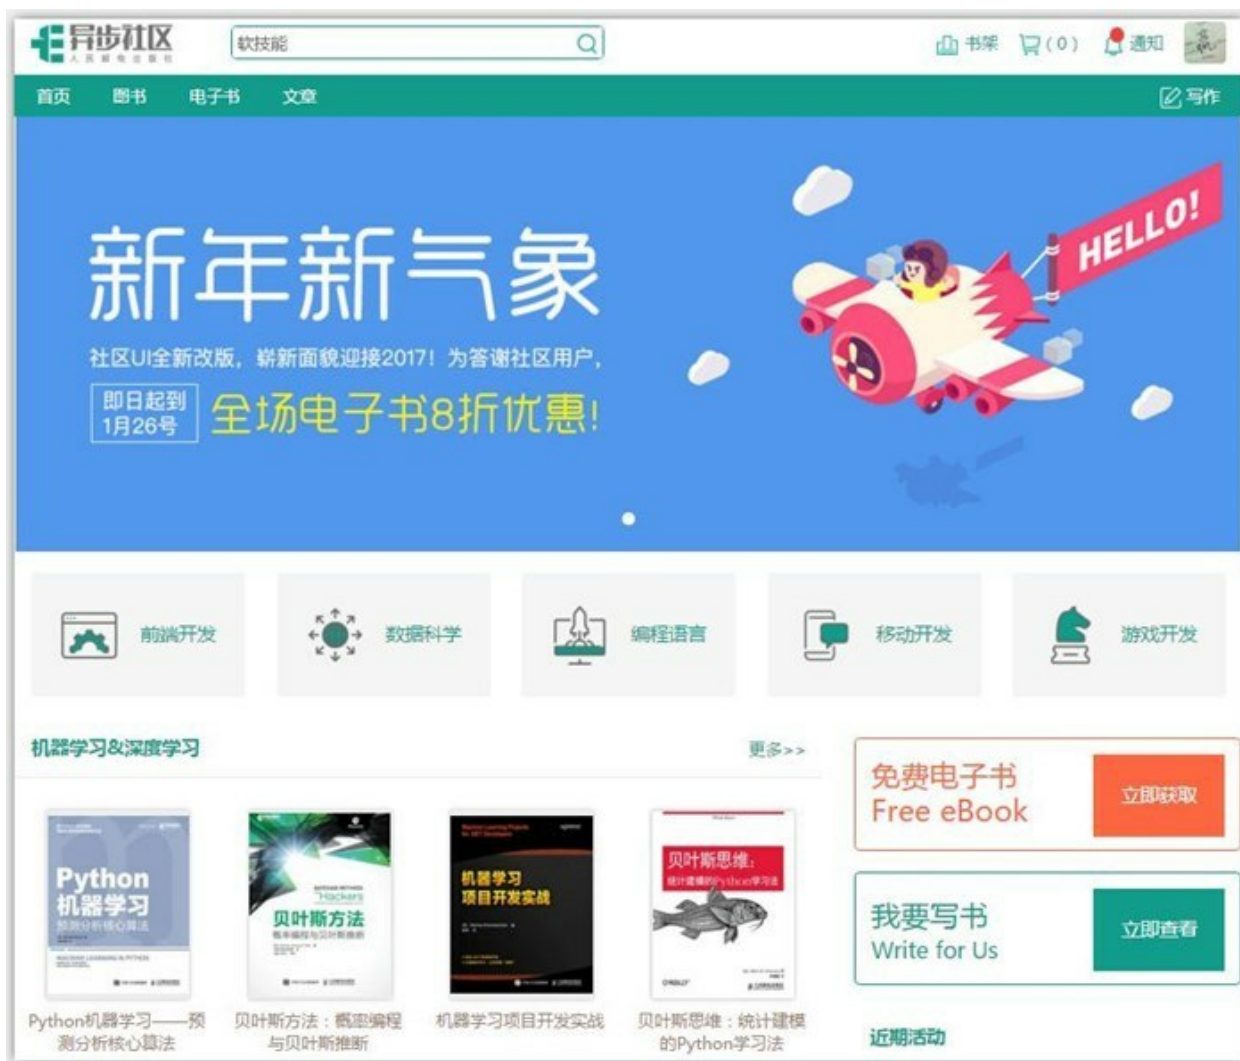 异步社区
人民邮电出版社
软技能
书架
(0)
通知
首页 图书 电子书 文章
写作
HELLO!
新年新气象
社区UI全新改版，崭新面貌迎接2017！为答谢社区用户，
即日起到
1月26号
全场电子书8折优惠!
前端开发
数据科学
编程语言
移动开发
游戏开发
机器学习&深度学习
更多>>
Python
机器学习
预测分析核心算法
MACHINE LEARNING IN PYTHON
Python机器学习——预
测分析核心算法
BAYESIAN METHODS
Hackers
贝叶斯方法
概率编程与贝叶斯推断
贝叶斯方法：概率编程
与贝叶斯推断
Machine Learning Projects
for .NET Developers
机器学习
项目开发实战
机器学习项目开发实战
贝叶斯思维：
统计建模的Python学习法
O'REILLY
贝叶斯思维：统计建模
的Python学习法
免费电子书
Free eBook
立即获取
我要写书
Write for Us
立即查看
近期活动